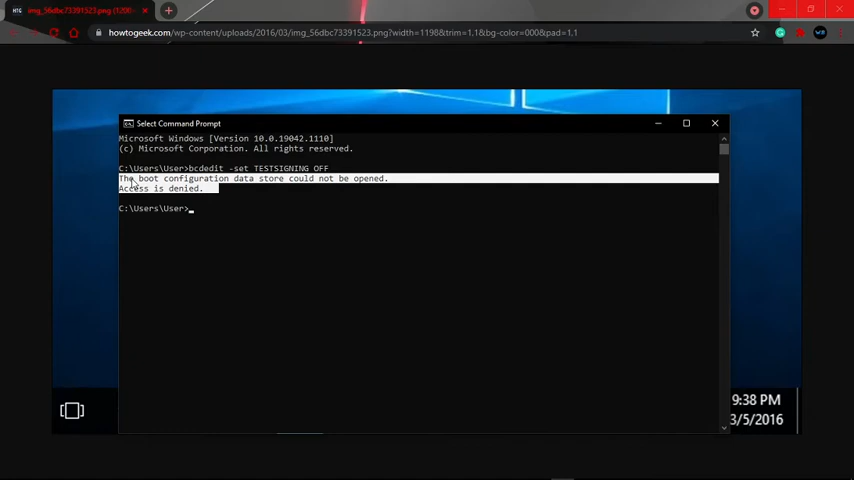 img_56dbc73391523.png (1200×
howtogeek.com/wp-content/uploads/2016/03/img_56dbc73391523.png?width=1198&trim=1,1&bg-color=000&pad=1,1
Select Command Prompt
Microsoft Windows [Version 10.0.19042.1110]
(c) Microsoft Corporation. All rights reserved.
C:\Users\User>bcdedit -set TESTSIGNING OFF
The boot configuration data store could not be opened.
Access is denied.
C:\Users\User>
9:38 PM
3/5/2016